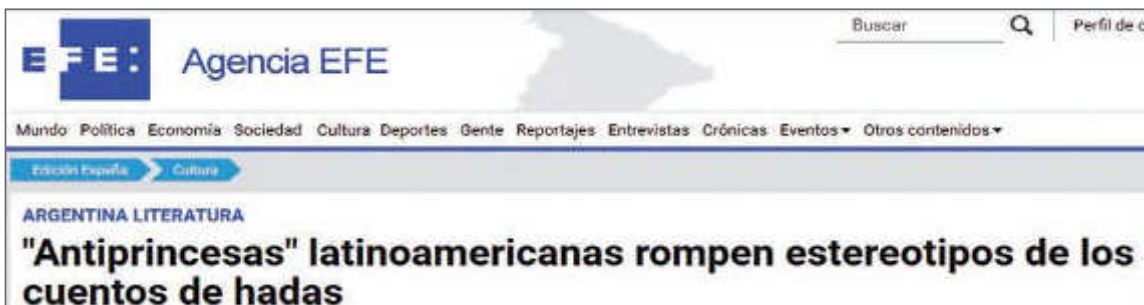 Buscar
Perfil de
EFE: Agencia EFE
Mundo Política Economía Sociedad Cultura Deportes Gente Reportajes Entrevistas Crónicas Eventos Otros contenidos
Edición España Cultura
ARGENTINA LITERATURA
"Antiprincesas" latinoamericanas rompen estereotipos de los
cuentos de hadas